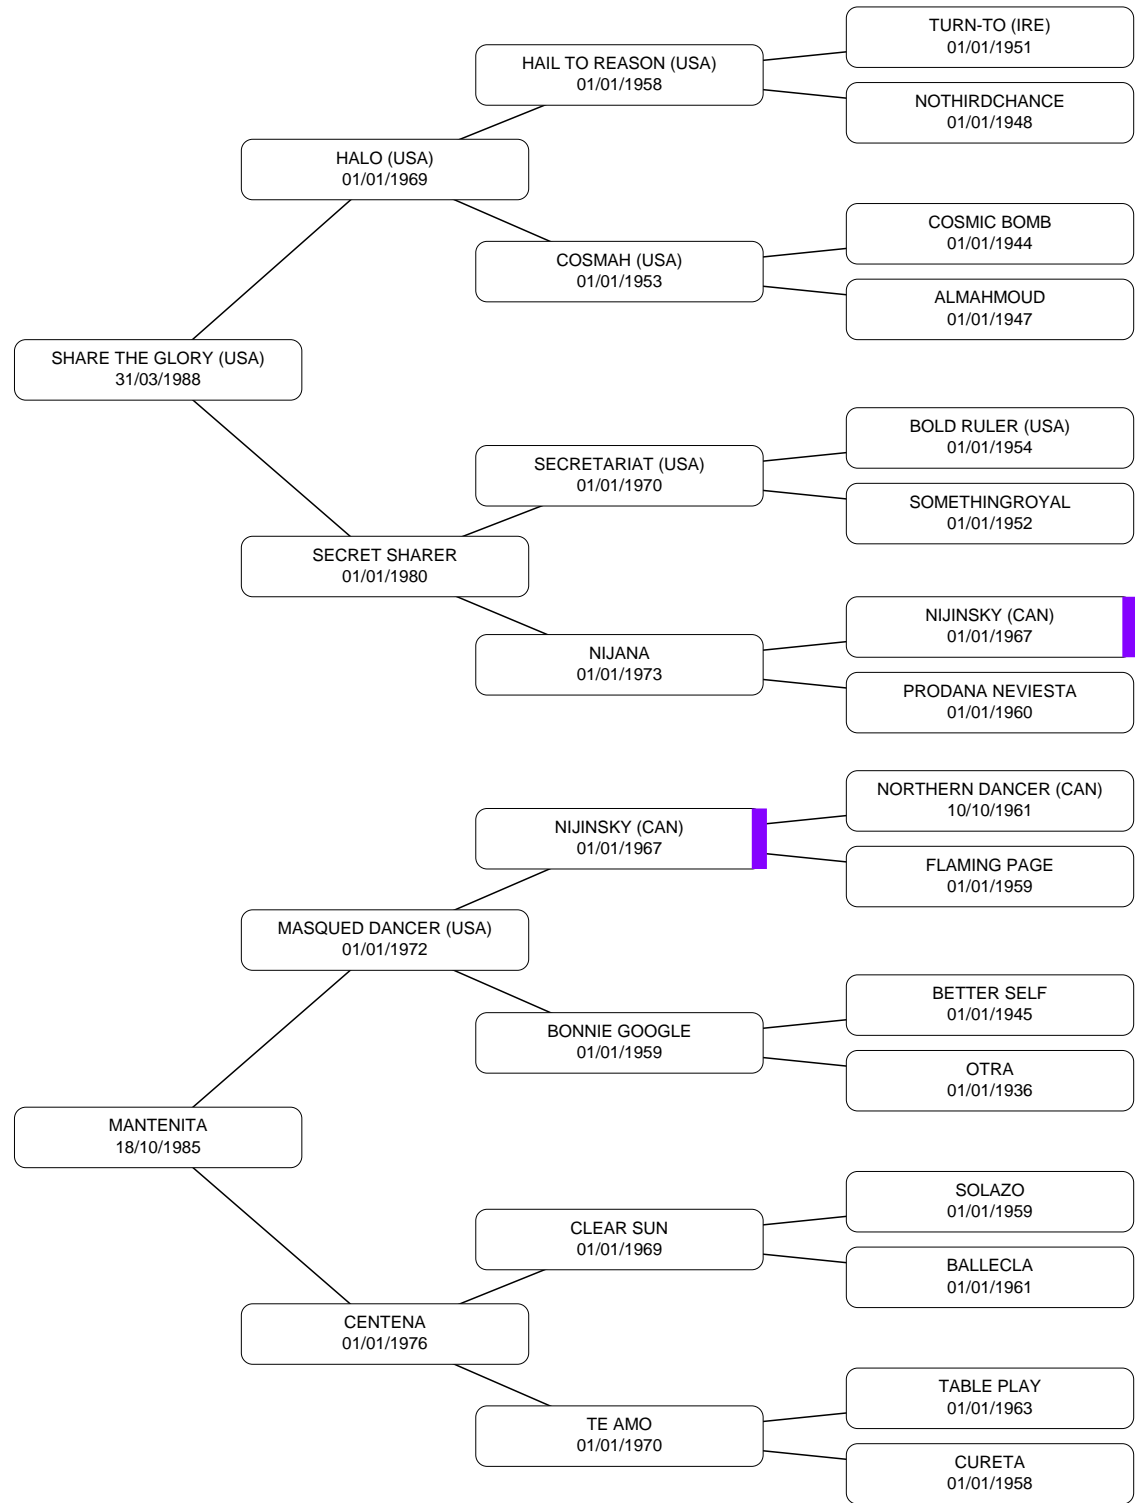 TURN-TO (IRE)
01/01/1951
HAIL TO REASON (USA)
01/01/1958
NOTHIRDCHANCE
01/01/1948
HALO (USA)
01/01/1969
COSMIC BOMB
01/01/1944
COSMAH (USA)
01/01/1953
ALMAHMOUD
01/01/1947
SHARE THE GLORY (USA)
31/03/1988
BOLD RULER (USA)
01/01/1954
SECRETARIAT (USA)
01/01/1970
SOMETHINGROYAL
01/01/1952
SECRET SHARER
01/01/1980
NIJINSKY (CAN)
01/01/1967
NIJANA
01/01/1973
PRODANA NEVIESTA
01/01/1960
NORTHERN DANCER (CAN)
10/10/1961
NIJINSKY (CAN)
01/01/1967
FLAMING PAGE
01/01/1959
MASQUED DANCER (USA)
01/01/1972
BETTER SELF
01/01/1945
BONNIE GOOGLE
01/01/1959
OTRA
01/01/1936
MANTENITA
18/10/1985
SOLAZO
01/01/1959
CLEAR SUN
01/01/1969
BALLECLA
01/01/1961
CENTENA
01/01/1976
TABLE PLAY
01/01/1963
TE AMO
01/01/1970
CURETA
01/01/1958